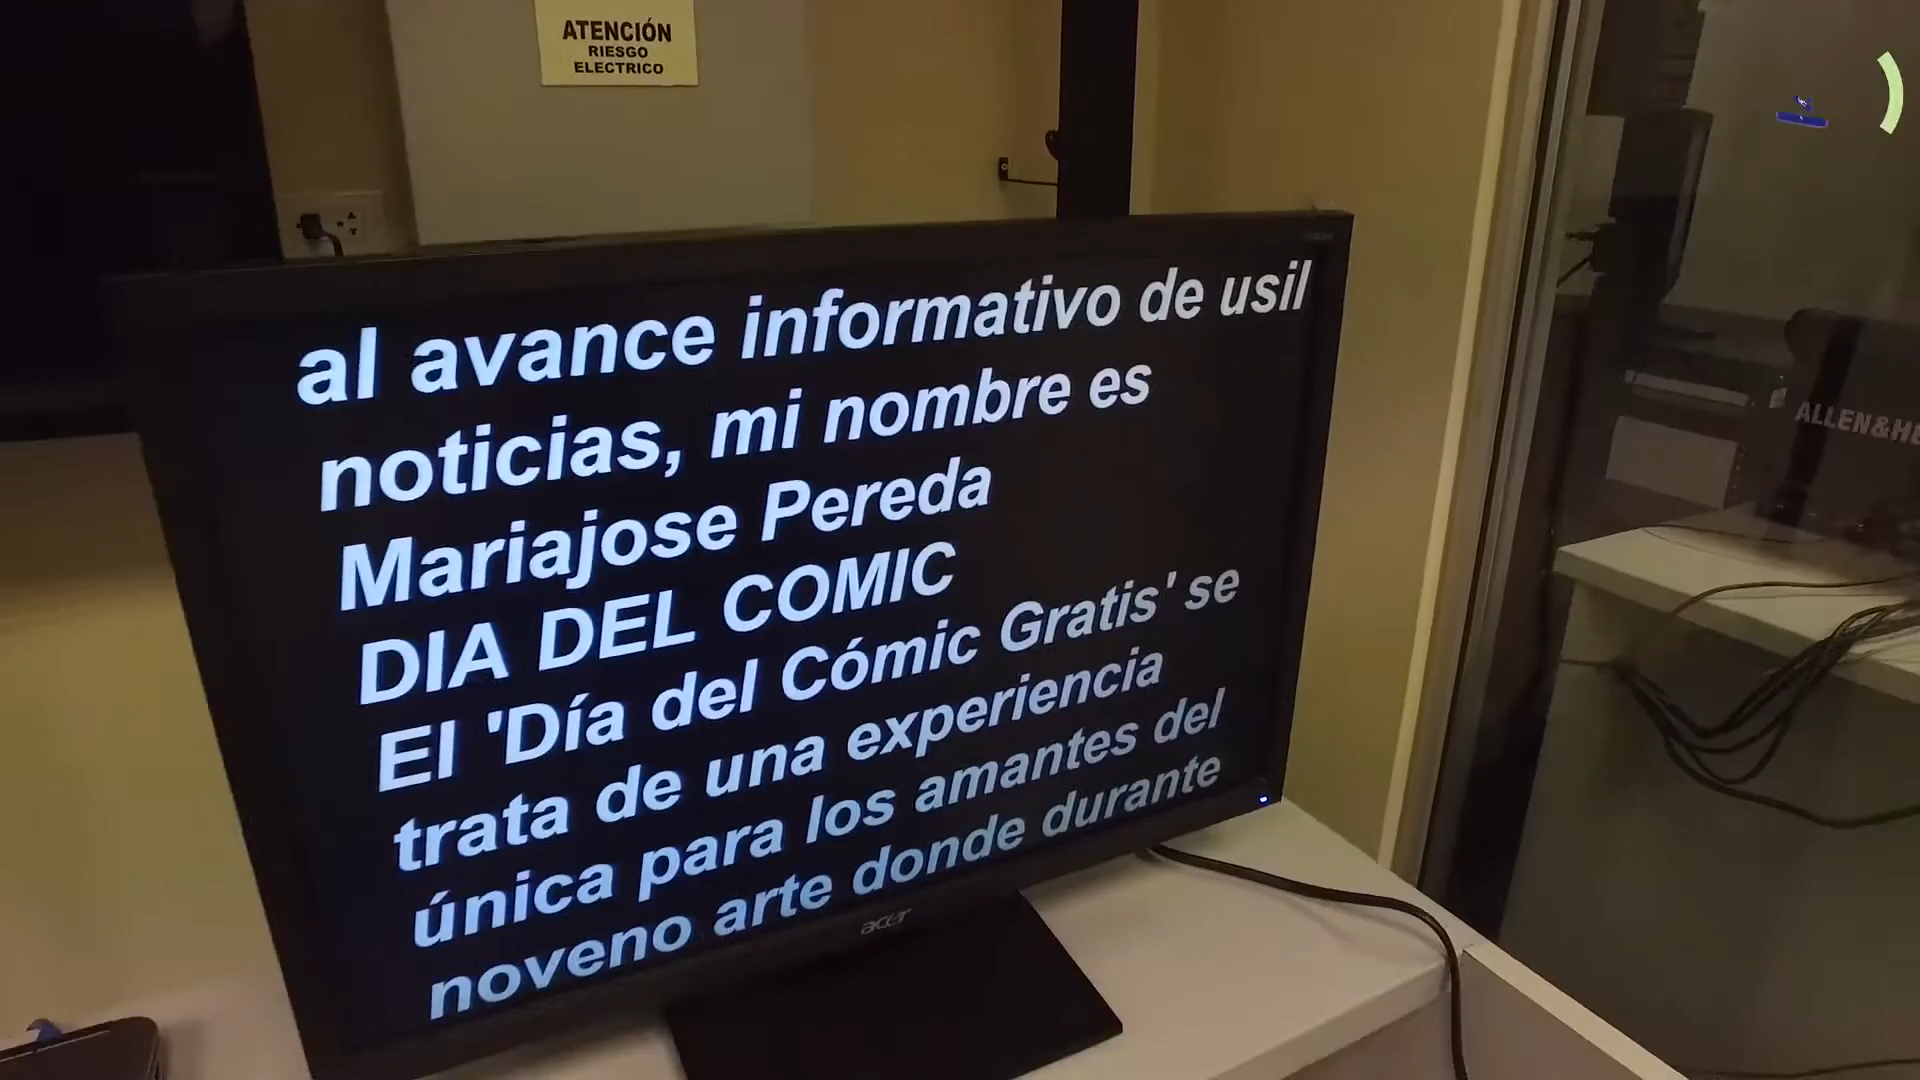 ATENCIÓN
RIESGO
ELECTRICO
al avance informativo de usil
noticias, mi nombre es
Mariajose Pereda
DIA DEL COMIC
El 'Día del Cómic Gratis' se
trata de una experiencia
única para los amantes del
noveno arte donde durante
acer
ALLEN&HE